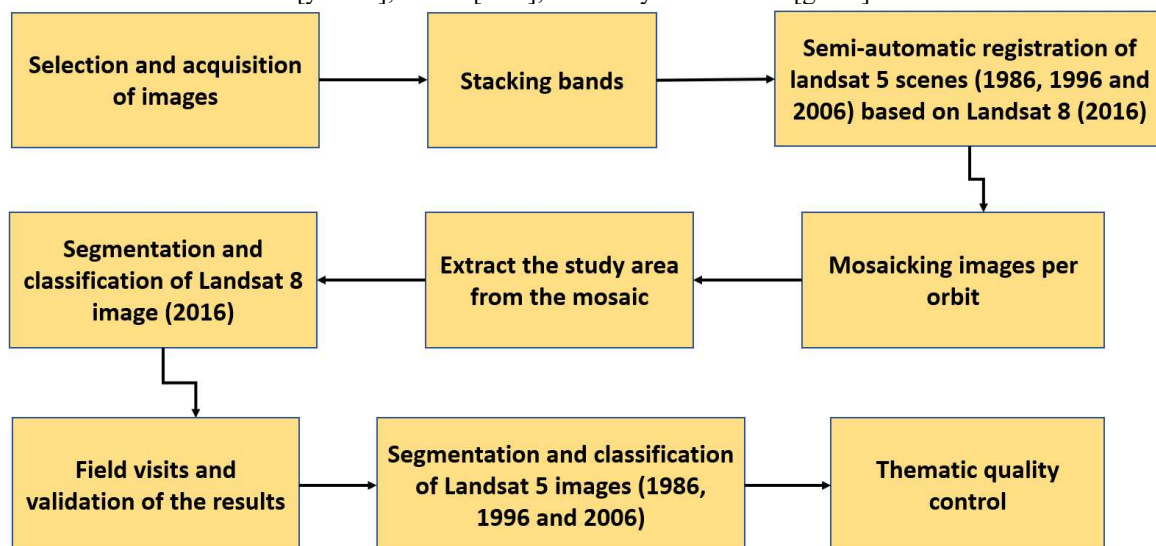 Selection and acquisition
of images
Stacking bands
Semi-automatic registration of
landsat 5 scenes (1986, 1996 and
2006) based on Landsat 8 (2016)
Segmentation and
classification of Landsat 8
image (2016)
Extract the study area
from the mosaic
Mosaicking images per
orbit
Field visits and
validation of the results
Segmentation and classification
of Landsat 5 images (1986,
1996 and 2006)
Thematic quality
control